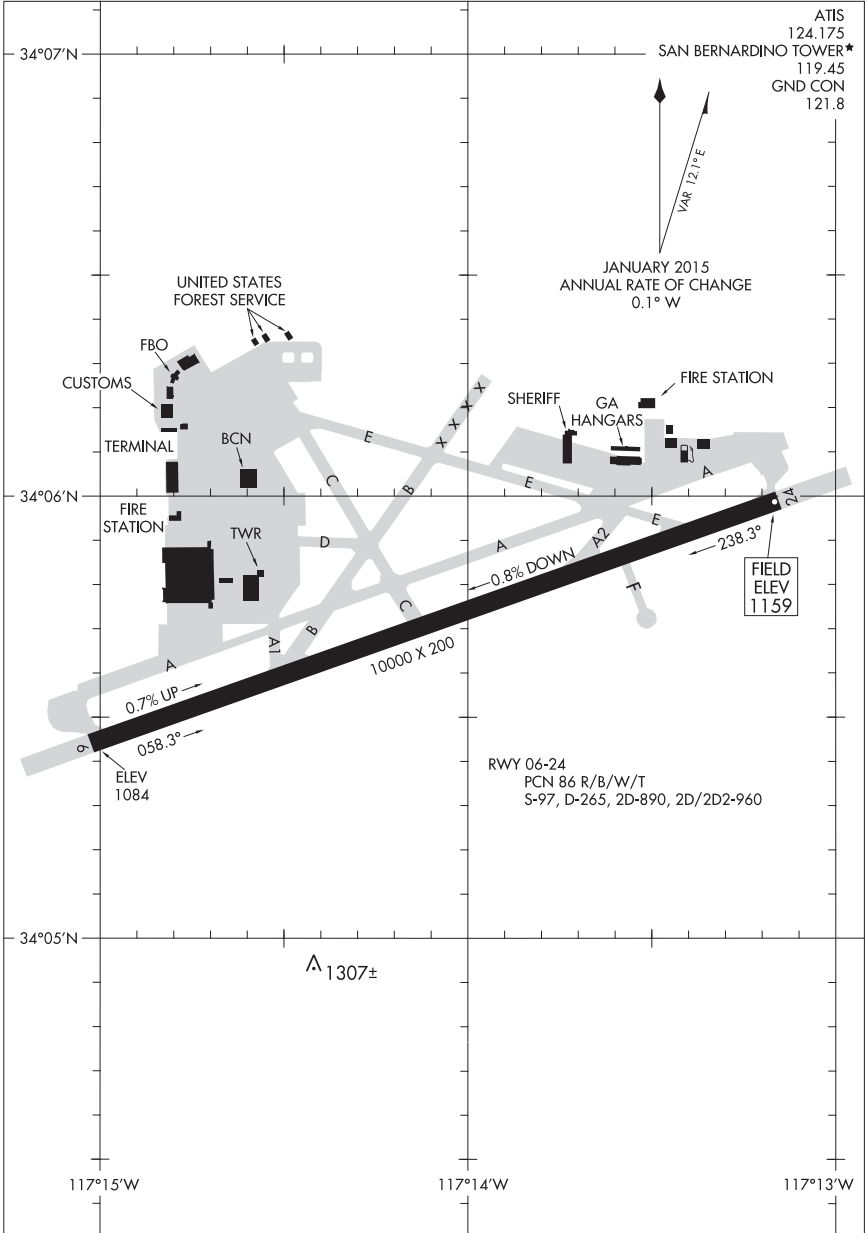 ATIS
124.175
34°07'N
SAN BERNARDINO TOWER★
119.45
GND CON
121.8
VAR 12.1° E
JANUARY 2015
ANNUAL RATE OF CHANGE
0.1° W
UNITED STATES
FOREST SERVICE
FBO
CUSTOMS
FIRE STATION
SHERIFF
GA
HANGARS
TERMINAL
BCN
X
X
X
X
E
C
B
E
A
34°06'N
24
FIRE
STATION
TWR
D
A
A2
E
238.3°
0.8% DOWN
FIELD
ELEV
1159
F
C
B
A1
A
10000 X 200
0.7% UP
058.3°
6
ELEV
1084
RWY 06-24
PCN 86 R/B/W/T
S-97, D-265, 2D-890, 2D/2D2-960
34°05'N
1307±
117°15'W
117°14'W
117°13'W